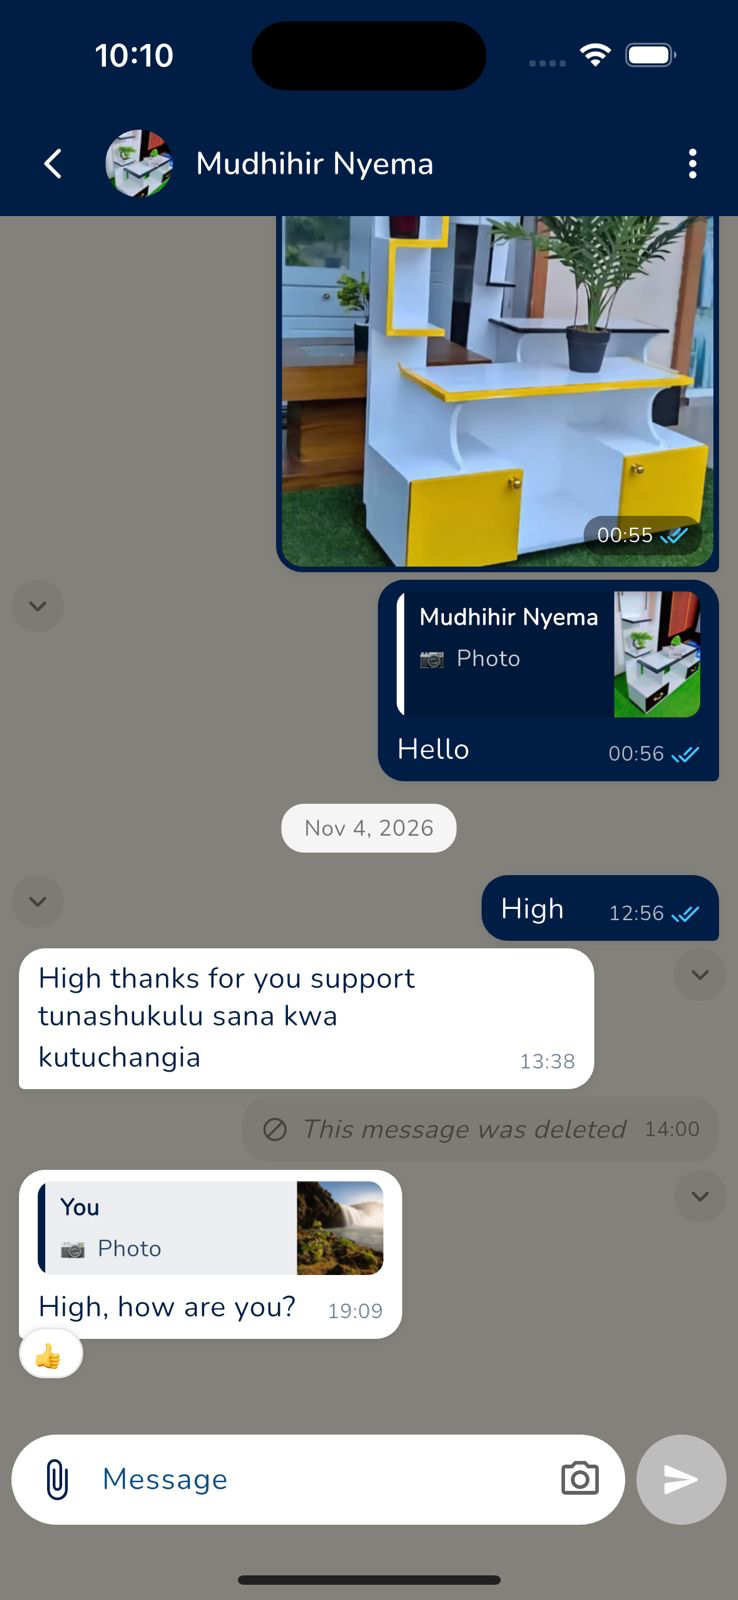 10:10
Mudhihir Nyema
00:55
Mudhihir Nyema
Photo
Hello 00:56
Nov 4, 2026
High 12:56
High thanks for you support
tunashukulu sana kwa
kutuchangia 13:38
This message was deleted 14:00
You
Photo
High, how are you? 19:09
Message